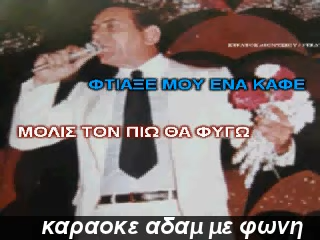 ΦΤΙΑΞΕ ΜΟΥ ΕΝΑ ΚΑΦΕ
ΜΟΛΙΣ ΤΟΝ ΠΙΩ ΘΑ ΦΥΓΩ
καραοκε αδαμ με φωνη